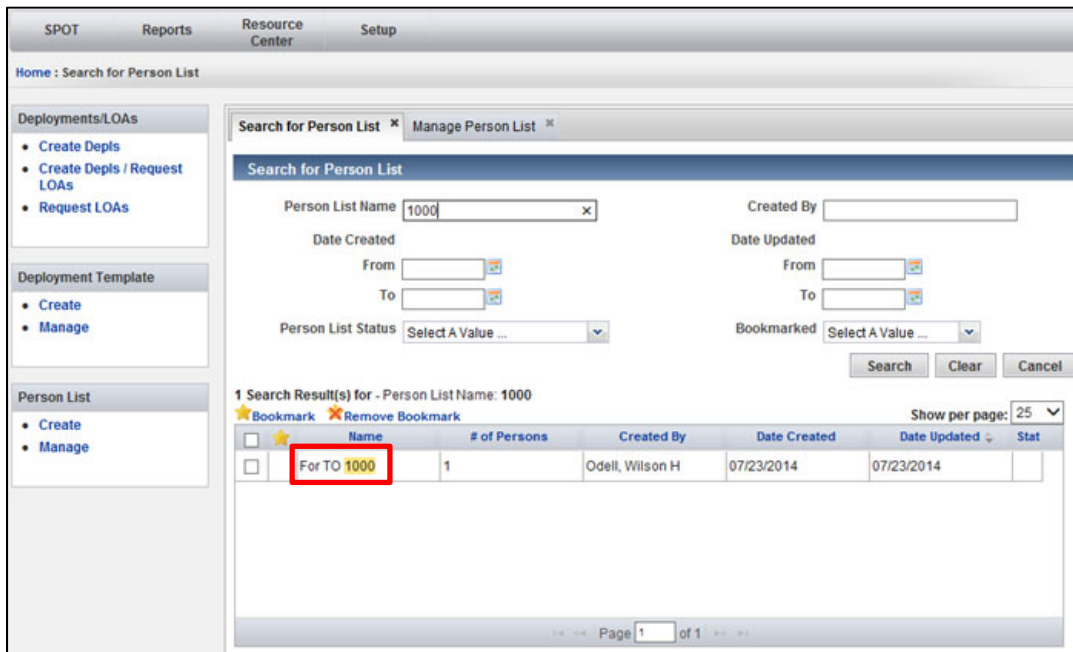 SPOT Reports Resource Center Setup
Home : Search for Person List
Deployments/LOAs
Create Depls
Create Depls / Request
LOAs
Request LOAs
Deployment Template
Create
Manage
Person List
Create
Manage
Search for Person List Manage Person List
Search for Person List
Person List Name 1000 Created By
Date Created Date Updated
From From
To To
Person List Status Select A Value ... Bookmarked Select A Value ...
Search Clear Cancel
1 Search Result(s) for - Person List Name: 1000
Bookmark Remove Bookmark Show per page: 25
Name # of Persons Created By Date Created Date Updated Stat
For TO 1000 1 Odell, Wilson H 07/23/2014 07/23/2014
Page 1 of 1